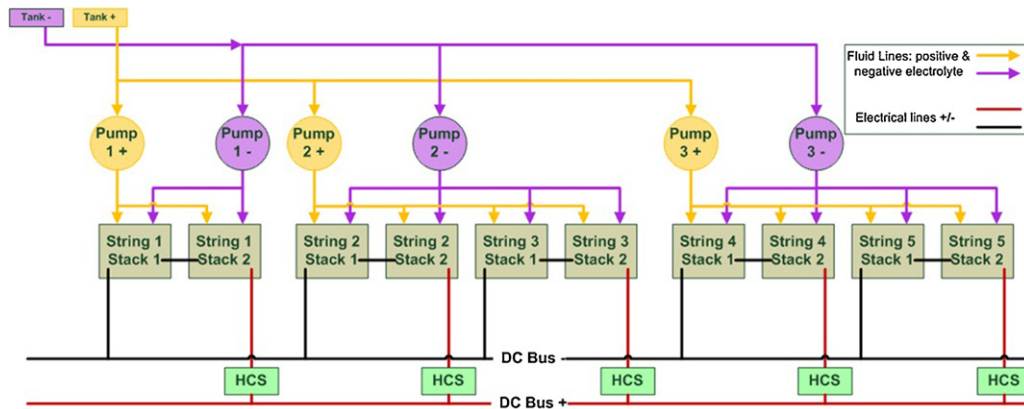 Tank -
Tank +
Fluid Lines: positive &
negative electrolyte
Electrical lines +/-
Pump
1 +
Pump
1 -
Pump
2 +
Pump
2 -
Pump
3 +
Pump
3 -
String 1
Stack 1
String 1
Stack 2
String 2
Stack 1
String 2
Stack 2
String 3
Stack 1
String 3
Stack 2
String 4
Stack 1
String 4
Stack 2
String 5
Stack 1
String 5
Stack 2
DC Bus -
HCS
HCS
HCS
HCS
HCS
DC Bus +